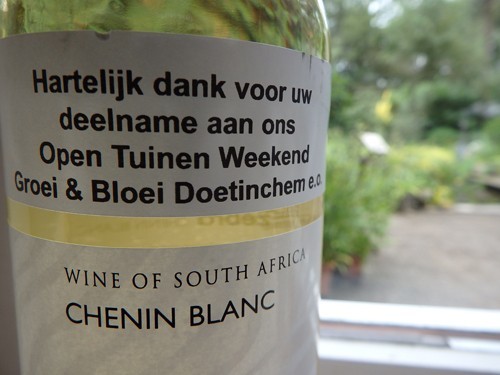 Hartelijk dank voor uw
deelname aan ons
Open Tuinen Weekend
Groei & Bloei Doetinchem e.o.
WINE OF SOUTH AFRICA
CHENIN BLANC